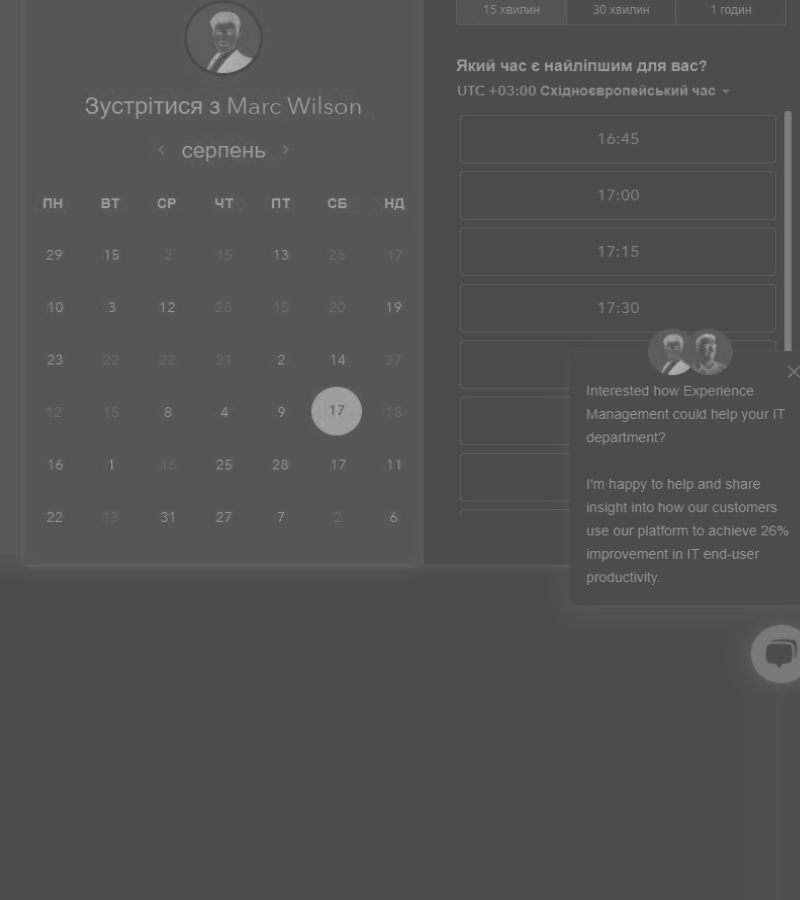 Зустрітися з Marc Wilson
серпень
ПН ВТ СР ЧТ ПТ СБ НД
29 15 2 15 13 26 17
10 3 12 28 15 20 19
23 22 22 21 2 14 27
12 15 8 4 9 17 18
16 1 16 25 28 17 11
22 13 31 27 7 2 6
15 хвилин 30 хвилин 1 годин
Який час є найліпшим для вас?
UTC +03:00 Східноєвропейський час
16:45
17:00
17:15
17:30
Interested how Experience
Management could help your IT
department?
I'm happy to help and share
insight into how our customers
use our platform to achieve 26%
improvement in IT end-user
productivity.